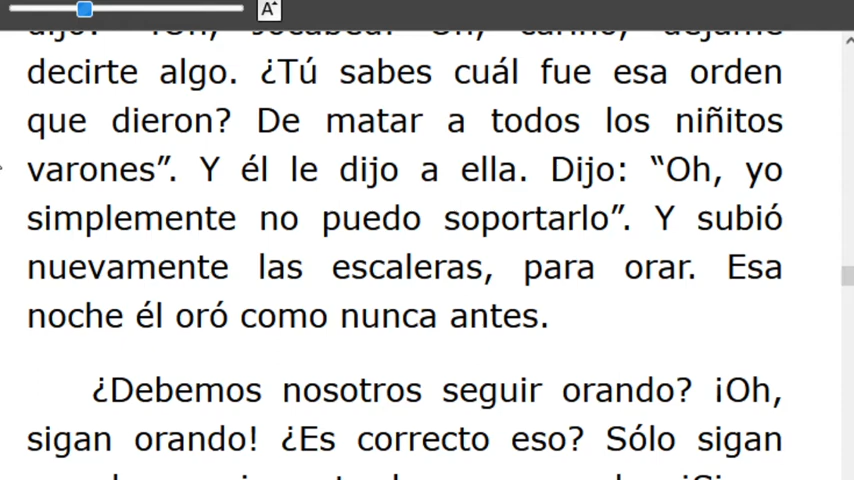 A
decirte algo. ¿Tú sabes cuál fue esa orden
que dieron? De matar a todos los niñitos
varones”. Y él le dijo a ella. Dijo: “Oh, yo
simplemente no puedo soportarlo”. Y subió
nuevamente las escaleras, para orar. Esa
noche él oró como nunca antes.
¿Debemos nosotros seguir orando? ¡Oh,
sigan orando! ¿Es correcto eso? Sólo sigan